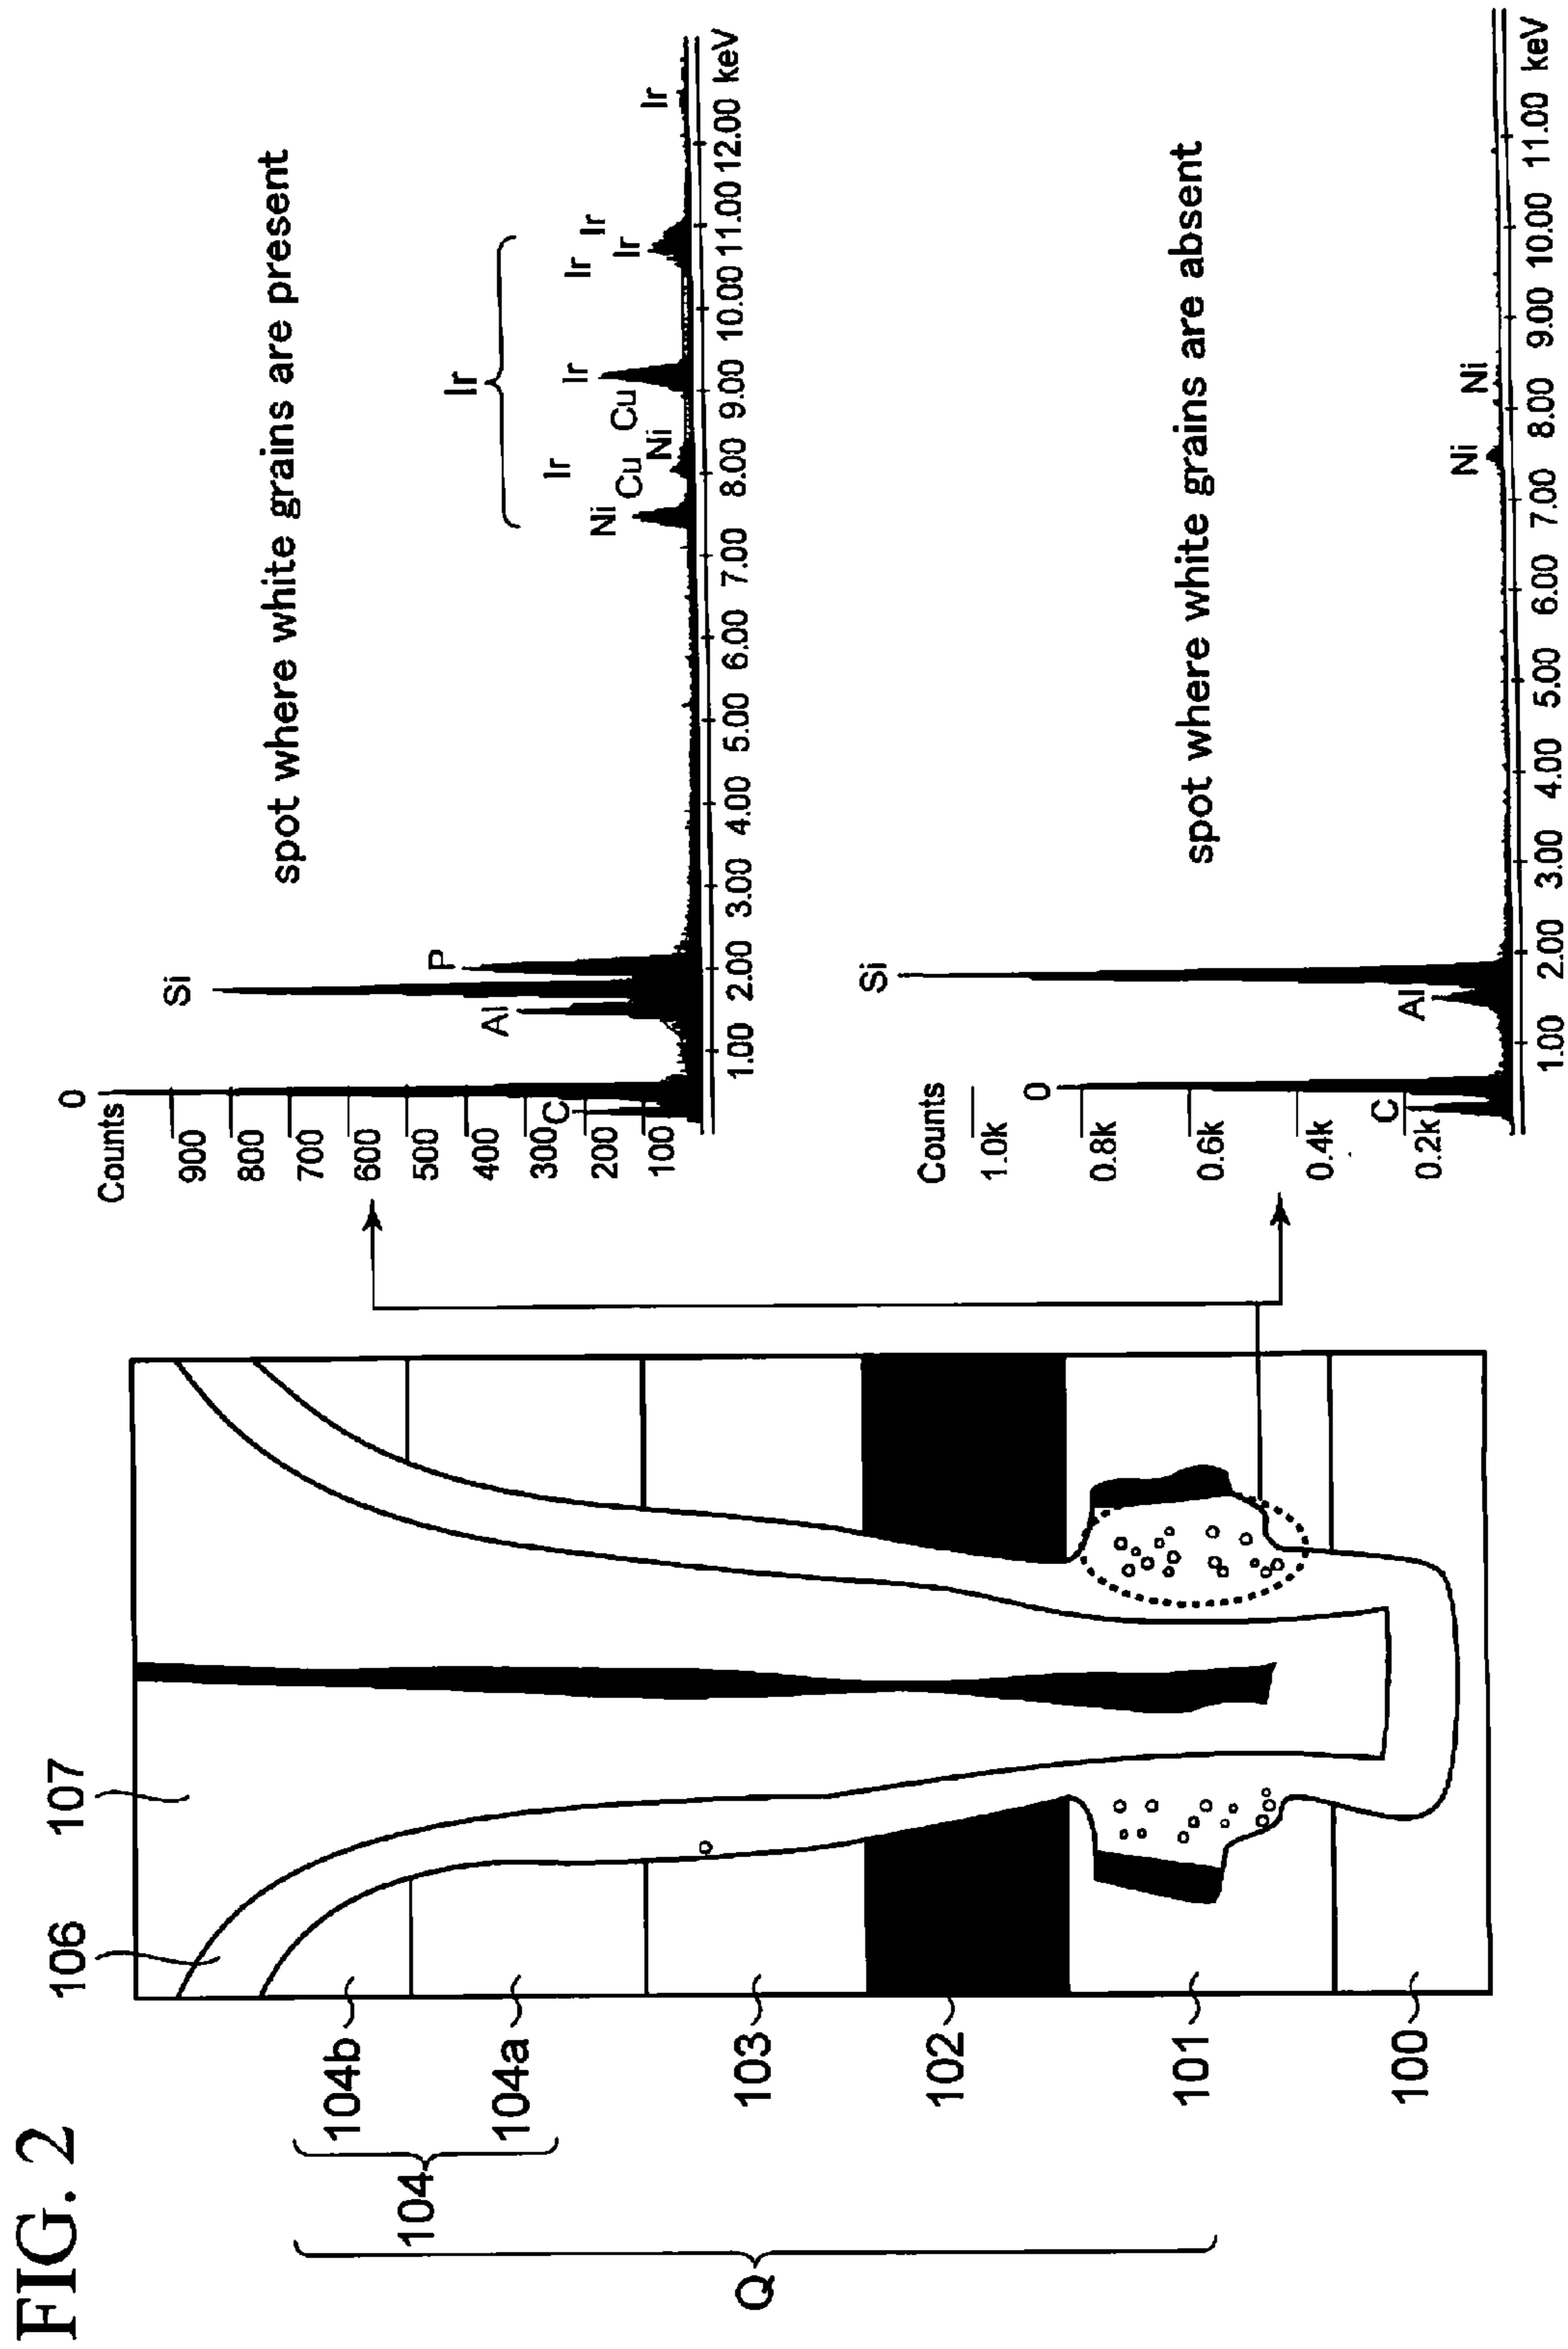 FIG. 2
106
107
104b
104a
104
103
102
101
100
Q
spot where white grains are present
Counts
900
800
700
600
500
400
300
200
100
O
C
Al
Si
P
Ni
Cu
Ir
Ni
Cu
Ir
Ir
Ir
Ir
Ir
Ir
1.00 2.00 3.00 4.00 5.00 6.00 7.00 8.00 9.00 10.00 11.00 12.00 keV
spot where white grains are absent
Counts
1.0k
0.8k
0.6k
0.4k
0.2k
O
C
Al
Si
Ni
Ni
1.00 2.00 3.00 4.00 5.00 6.00 7.00 8.00 9.00 10.00 11.00 keV